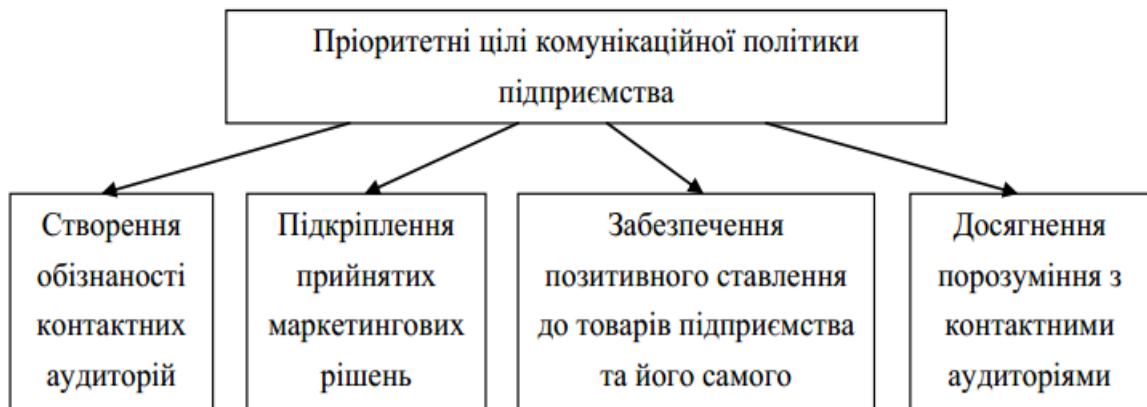 Пріоритетні цілі комунікаційної політики
підприємства
Створення
обізнаності
контактних
аудиторій
Підкріплення
прийнятих
маркетингових
рішень
Забезпечення
позитивного ставлення
до товарів підприємства
та його самого
Досягнення
порозуміння з
контактними
аудиторіями